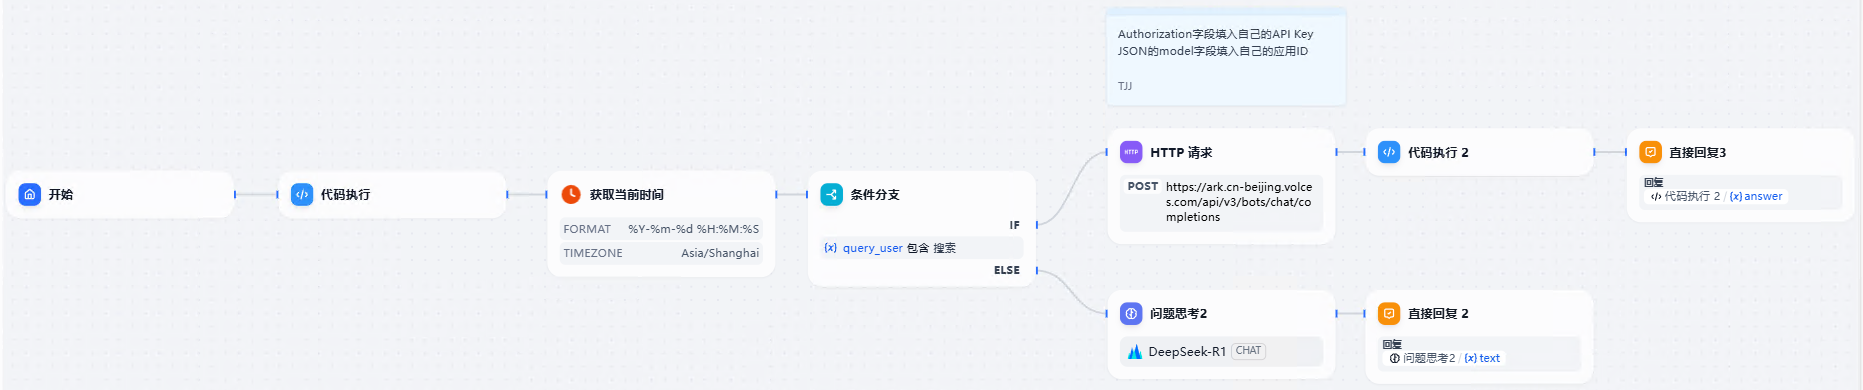 Authorization字段填入自己的API Key
JSON的model字段填入自己的应用ID
TJJ
开始
代码执行
获取当前时间
FORMAT %Y-%m-%d %H:%M:%S
TIMEZONE Asia/Shanghai
条件分支
IF
{x} query_user 包含 搜索
ELSE
HTTP HTTP 请求
POST https://ark.cn-beijing.volce
s.com/api/v3/bots/chat/co
mpletions
代码执行 2
直接回复3
回复
代码执行 2 / {x} answer
问题思考2
DeepSeek-R1 CHAT
直接回复 2
回复
问题思考2 / {x} text